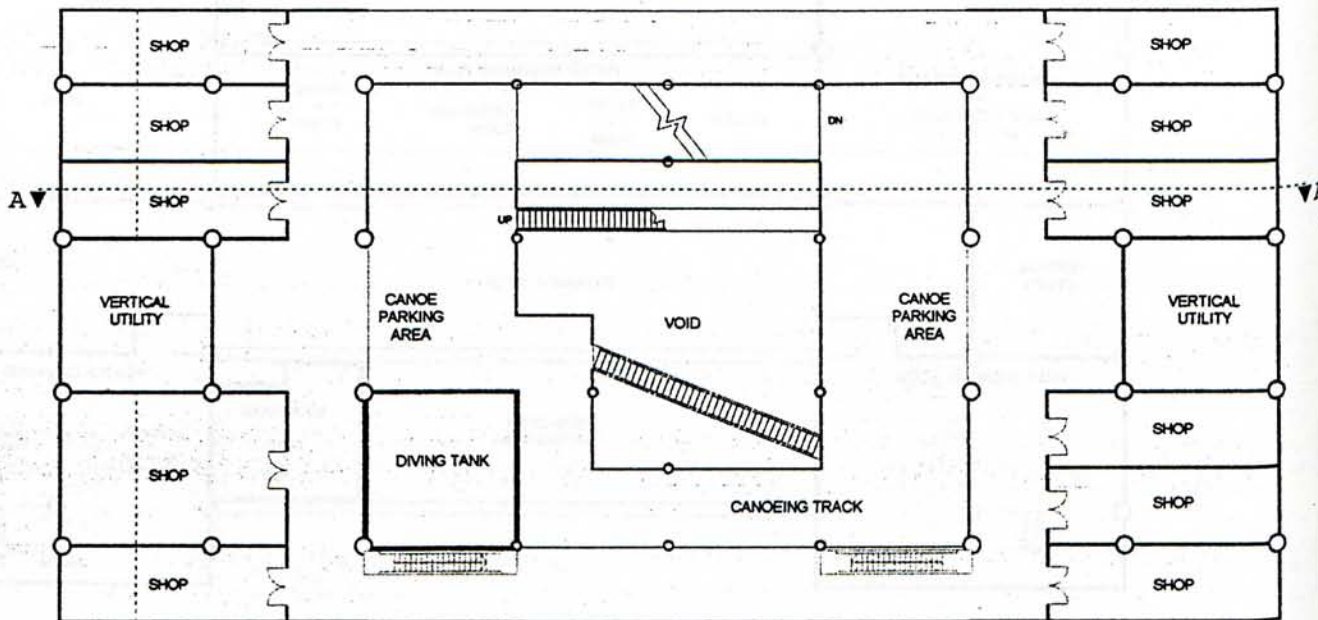 SHOP
SHOP
SHOP
SHOP
DN
A
SHOP
SHOP
UP
VERTICAL
UTILITY
CANOE
PARKING
AREA
VOID
CANOE
PARKING
AREA
VERTICAL
UTILITY
SHOP
DIVING TANK
SHOP
SHOP
CANOEING TRACK
SHOP
SHOP